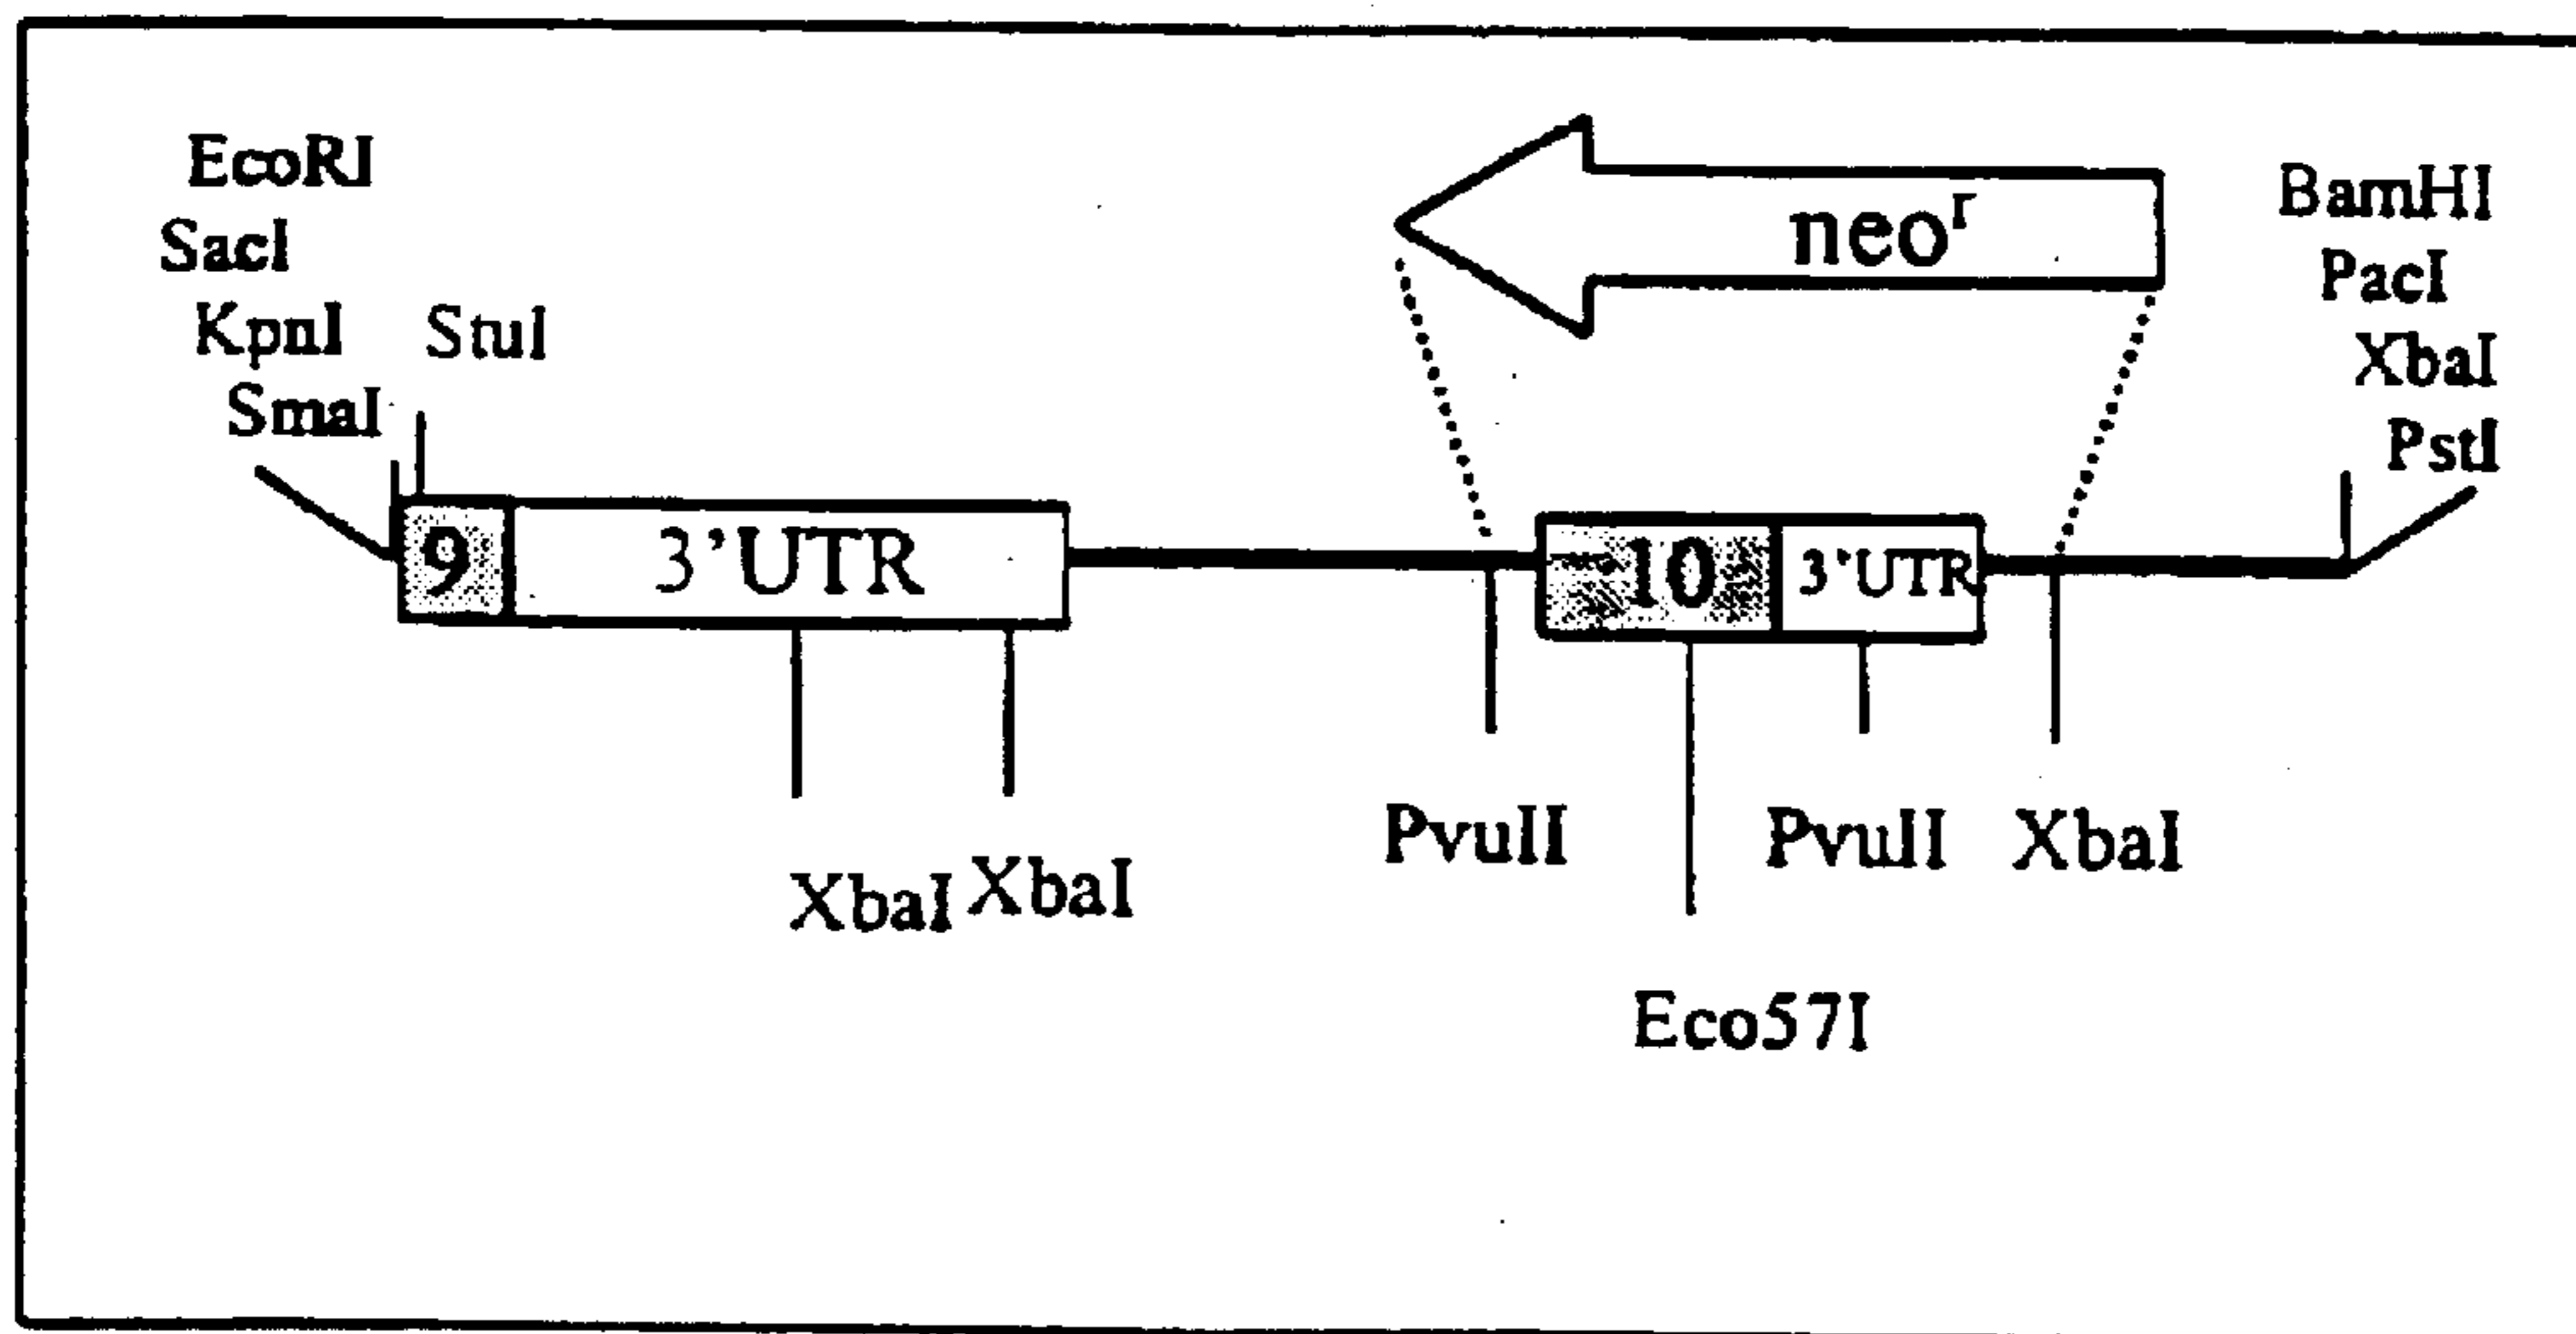 EcoRI
SacI
KpnI
SmaI
StuI
neoʳ
BamHI
PacI
XbaI
PstI
9
3'UTR
10
3'UTR
XbaI
XbaI
PvuII
PvuII
XbaI
Eco57I